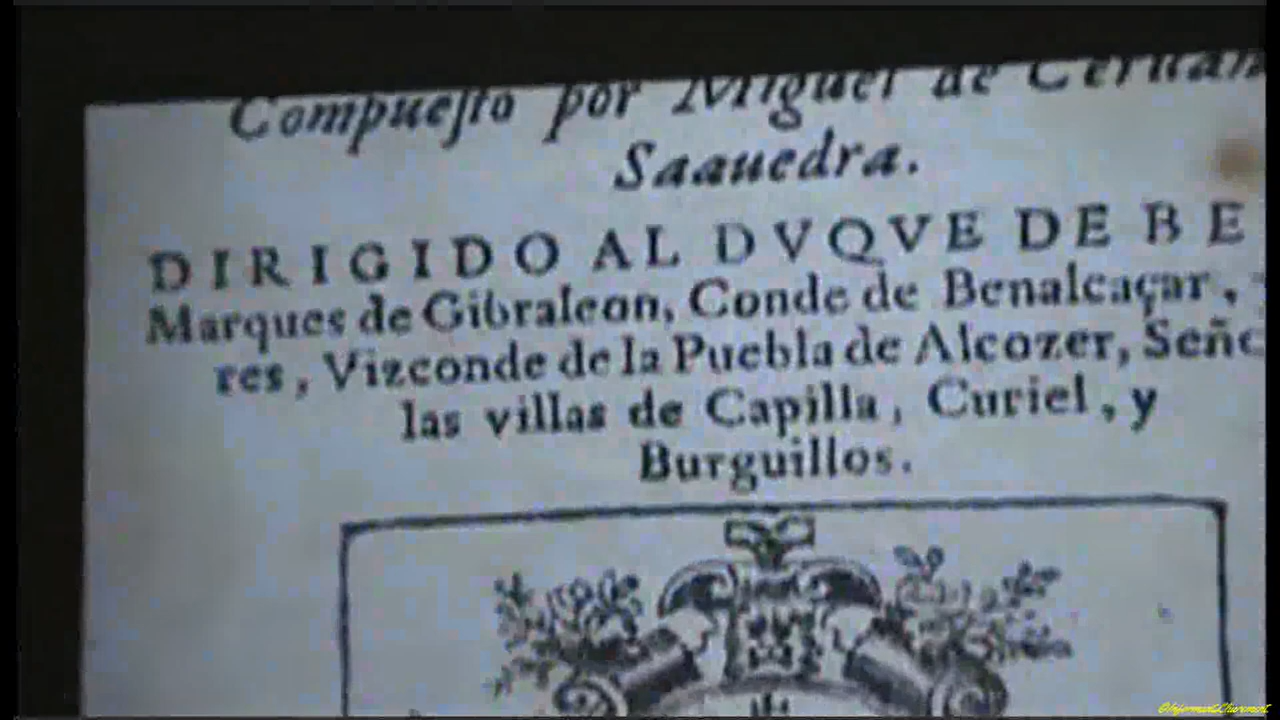 Compuesto por Miguel de Ceruan
Saauedra.
DIRIGIDO AL DVQVE DE BE
Marques de Gibraleon, Conde de Benalcaçar,
res, Vizconde de la Puebla de Alcozer, Seño
las villas de Capilla, Curiel, y
Burguillos.